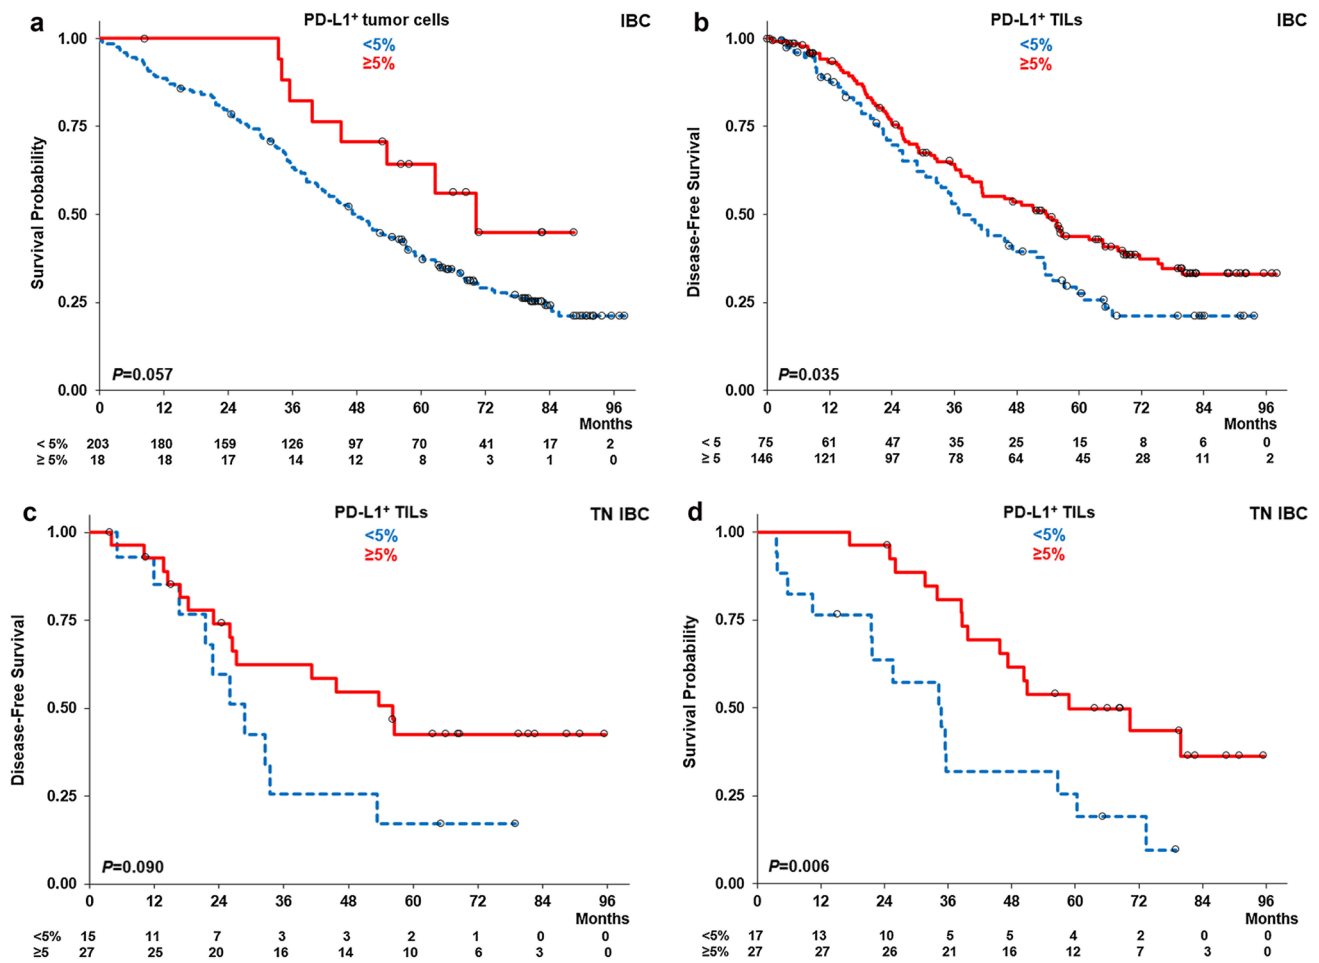 a PD-L1+ tumor cells IBC
<5%
≥5%
Survival Probability
1.00
0.75
0.50
0.25
0.00
P=0.057
0 12 24 36 48 60 72 84 96
Months
< 5% 203 180 159 126 97 70 41 17 2
≥ 5% 18 18 17 14 12 8 3 1 0
b PD-L1+ TILs IBC
<5%
≥5%
Disease-Free Survival
1.00
0.75
0.50
0.25
0.00
P=0.035
0 12 24 36 48 60 72 84 96
Months
< 5 75 61 47 35 25 15 8 6 0
≥ 5 146 121 97 78 64 45 28 11 2
c PD-L1+ TILs TN IBC
<5%
≥5%
Disease-Free Survival
1.00
0.75
0.50
0.25
0.00
P=0.090
0 12 24 36 48 60 72 84 96
Months
<5% 15 11 7 3 3 2 1 0 0
≥5 27 25 20 16 14 10 6 3 0
d PD-L1+ TILs TN IBC
<5%
≥5%
Survival Probability
1.00
0.75
0.50
0.25
0.00
P=0.006
0 12 24 36 48 60 72 84 96
Months
<5% 17 13 10 5 5 4 2 0 0
≥5% 27 27 26 21 16 12 7 3 0